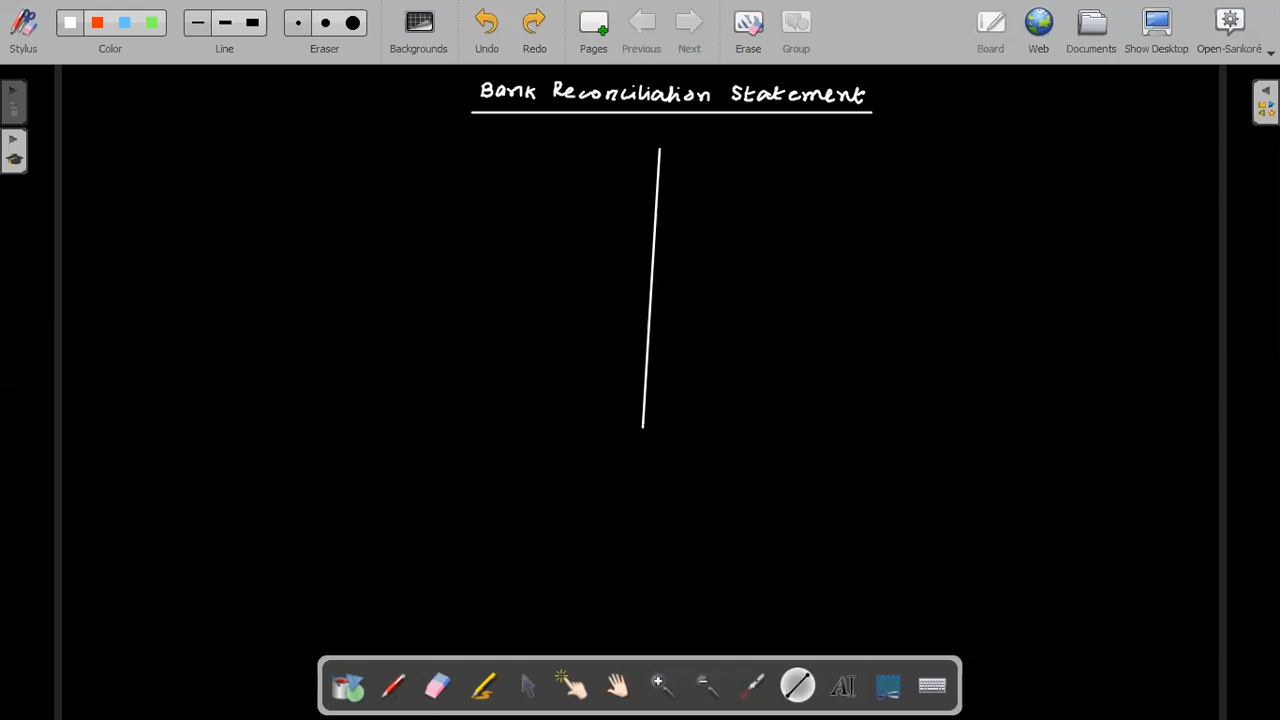 Stylus
Color
Line
Eraser
Backgrounds
Undo
Redo
Pages
Previous
Next
Erase
Group
Board
Web
Documents
Show Desktop
Open-Sankoré
Bank Reconciliation Statement
AI